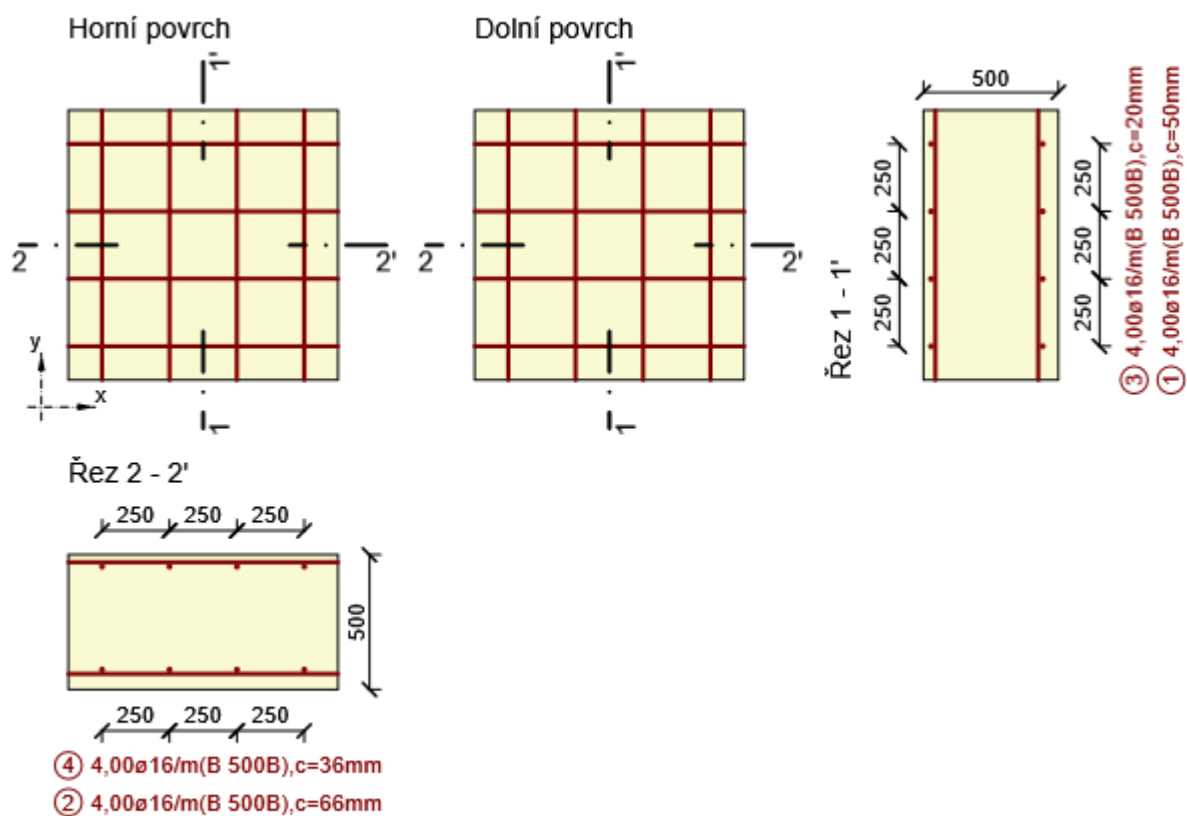 Horní povrch
1'
2
2'
1
y
x
Dolní povrch
1'
2
2'
1
Řez 1 - 1'
500
250
250
250
250
250
250
③ 4,00ø16/m(B 500B),c=20mm
① 4,00ø16/m(B 500B),c=50mm
Řez 2 - 2'
250 250 250
500
250 250 250
④ 4,00ø16/m(B 500B),c=36mm
② 4,00ø16/m(B 500B),c=66mm